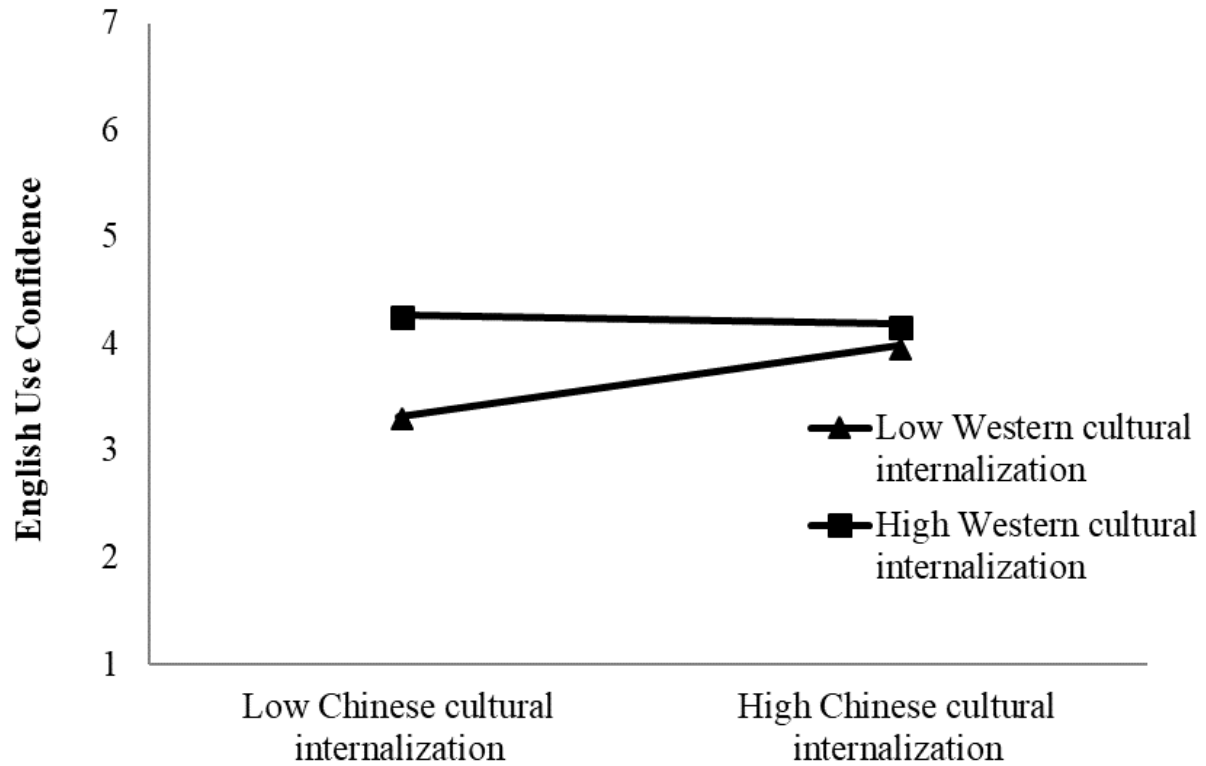 7
6
5
4
3
2
1
English Use Confidence
Low Western cultural
internalization
High Western cultural
internalization
Low Chinese cultural
internalization
High Chinese cultural
internalization